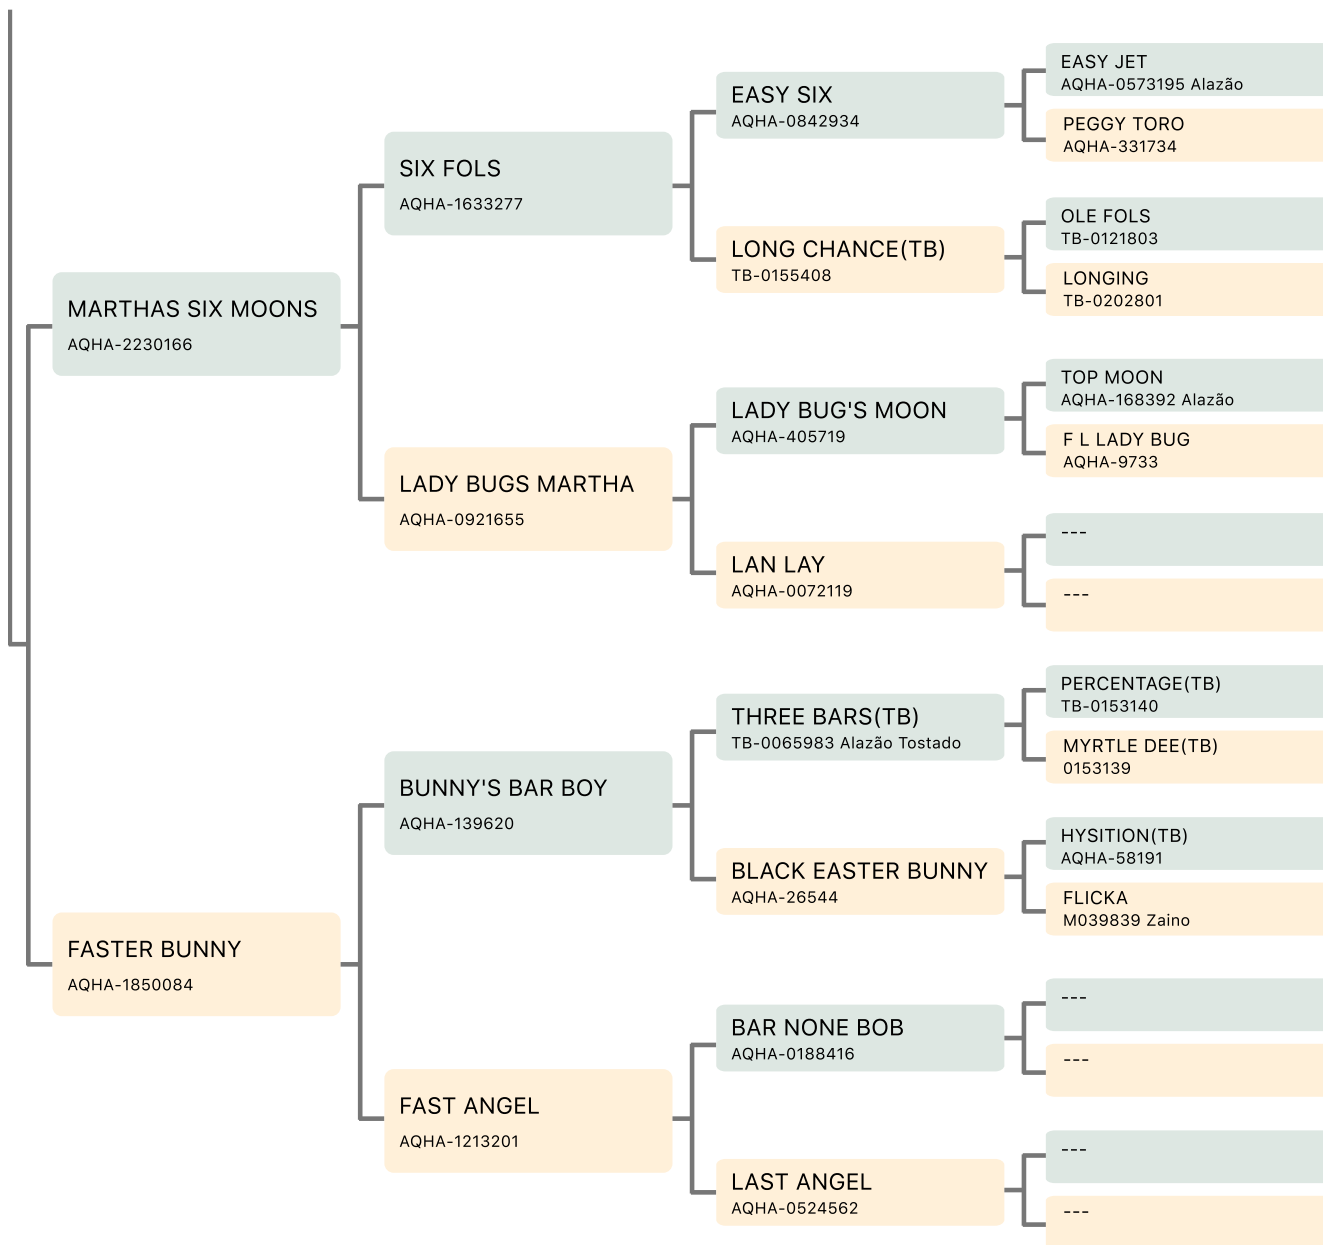 MARTHAS SIX MOONS
AQHA-2230166
FASTER BUNNY
AQHA-1850084
SIX FOLS
AQHA-1633277
LADY BUGS MARTHA
AQHA-0921655
BUNNY'S BAR BOY
AQHA-139620
FAST ANGEL
AQHA-1213201
EASY SIX
AQHA-0842934
LONG CHANCE(TB)
TB-0155408
LADY BUG'S MOON
AQHA-405719
LAN LAY
AQHA-0072119
THREE BARS(TB)
TB-0065983 Alazão Tostado
BLACK EASTER BUNNY
AQHA-26544
BAR NONE BOB
AQHA-0188416
LAST ANGEL
AQHA-0524562
EASY JET
AQHA-0573195 Alazão
PEGGY TORO
AQHA-331734
OLE FOLS
TB-0121803
LONGING
TB-0202801
TOP MOON
AQHA-168392 Alazão
F L LADY BUG
AQHA-9733
---
---
PERCENTAGE(TB)
TB-0153140
MYRTLE DEE(TB)
0153139
HYSITION(TB)
AQHA-58191
FLICKA
M039839 Zaino
---
---
---
---